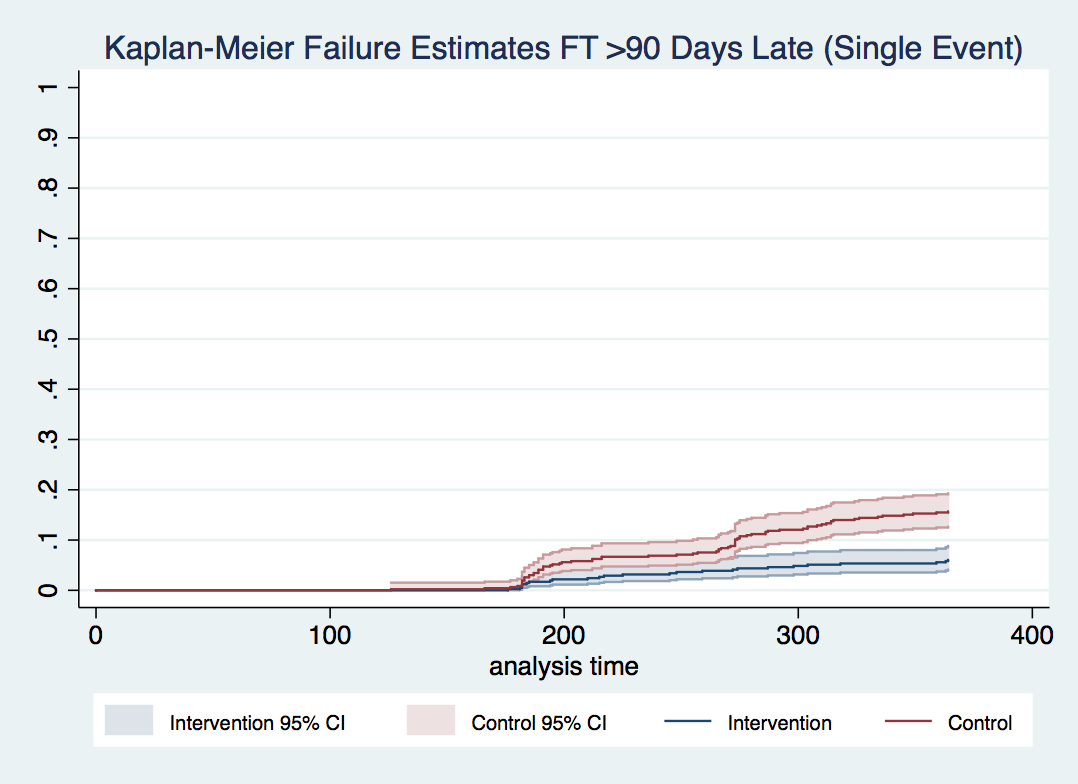 Kaplan-Meier Failure Estimates FT >90 Days Late (Single Event)
1
.9
.8
.7
.6
.5
.4
.3
.2
.1
0
0 100 200 300 400
analysis time
Intervention 95% CI Control 95% CI Intervention Control